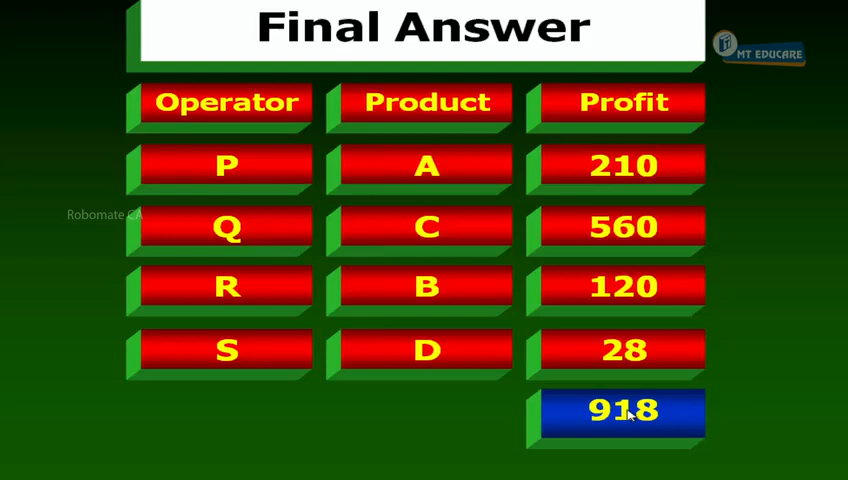 Final Answer
MT EDUCARE
Operator Product Profit
P A 210
Robomate CA
Q C 560
R B 120
S D 28
918